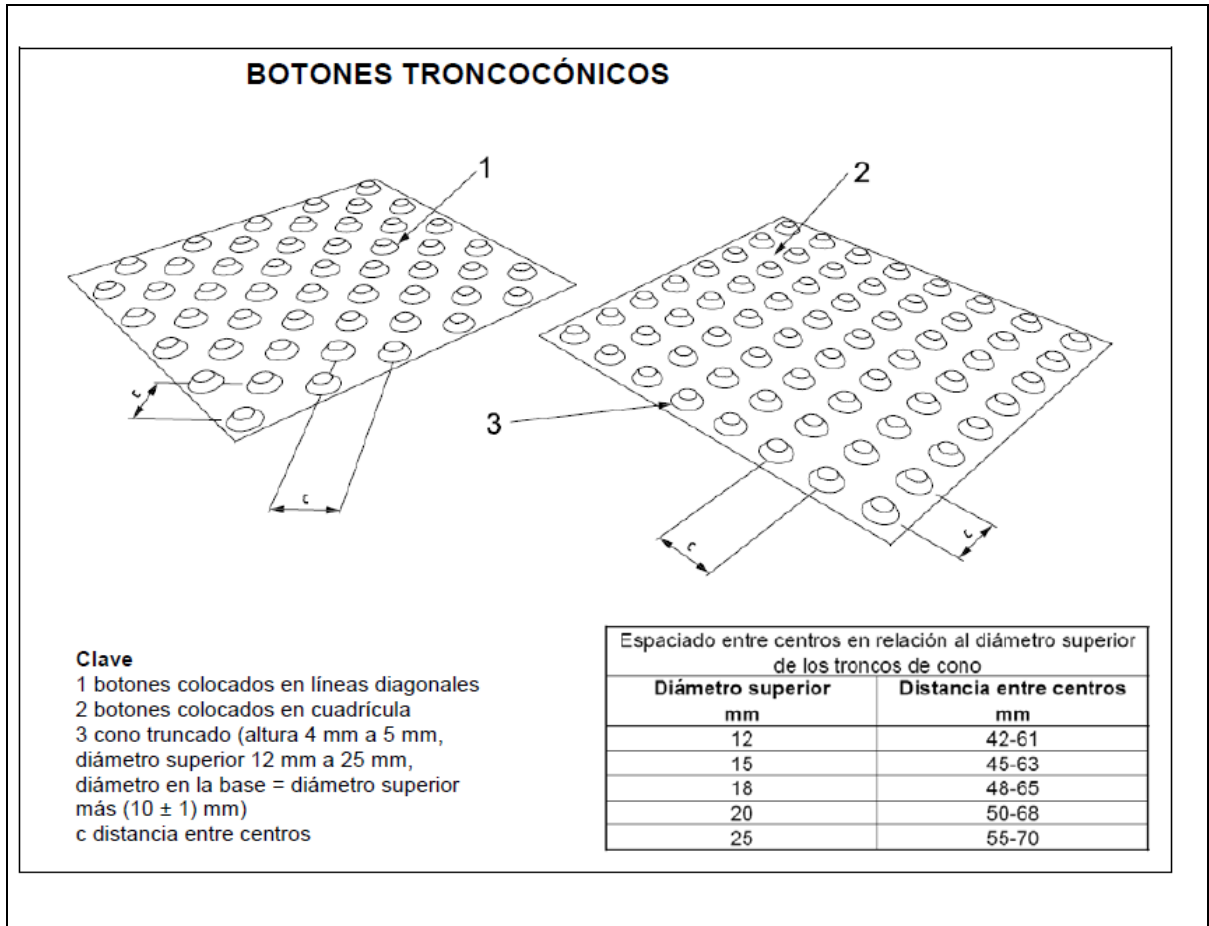 BOTONES TRONCOCÓNICOS
1
2
3
c
c
c
c
Clave
1 botones colocados en líneas diagonales
2 botones colocados en cuadrícula
3 cono truncado (altura 4 mm a 5 mm,
diámetro superior 12 mm a 25 mm,
diámetro en la base = diámetro superior
más (10 ± 1) mm)
c distancia entre centros
Espaciado entre centros en relación al diámetro superior
de los troncos de cono
Diámetro superior Distancia entre centros
mm mm
12 42-61
15 45-63
18 48-65
20 50-68
25 55-70